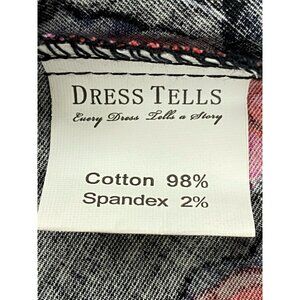 DRESS TELLS
Every Dress Tells a Story
Cotton 98%
Spandex 2%